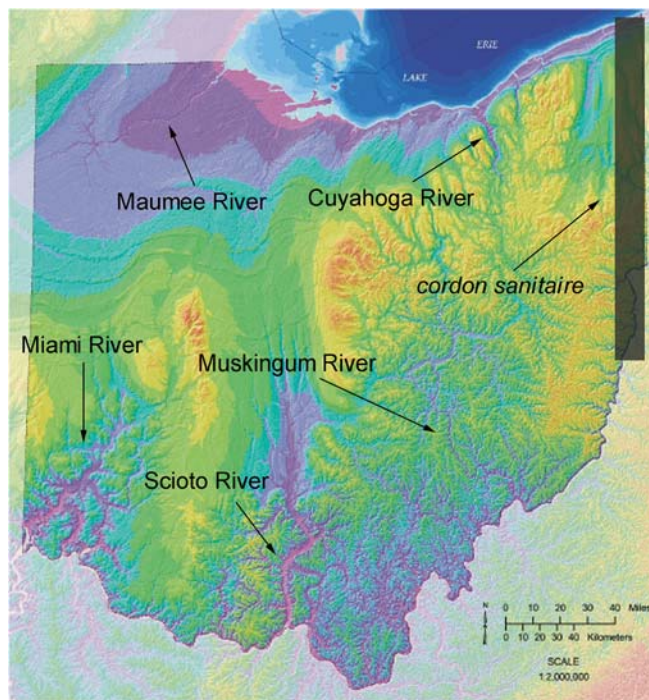 ERIE
LAKE
Maumee River
Cuyahoga River
cordon sanitaire
Miami River
Muskingum River
Scioto River
N
0 10 20 30 40 Miles
0 10 20 30 40 Kilometers
SCALE
1:2,000,000